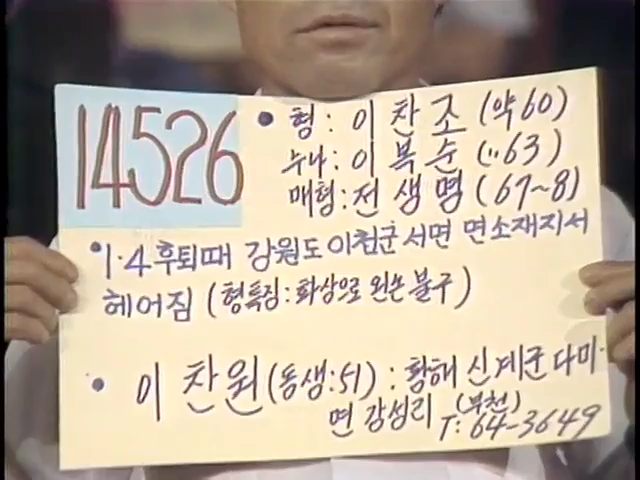 14526
• 형: 이찬조 (약60)
누나: 이복순 (〃63)
매형: 전생명 (67~8)
• 1·4 후퇴때 강원도 이천군 서면 면소재지서
헤어짐 (형특징: 화상으로 왼손 불구)
• 이찬원 (동생:51) : 황해 신계군 다미
면 강성리 (부천)
T: 64-3649